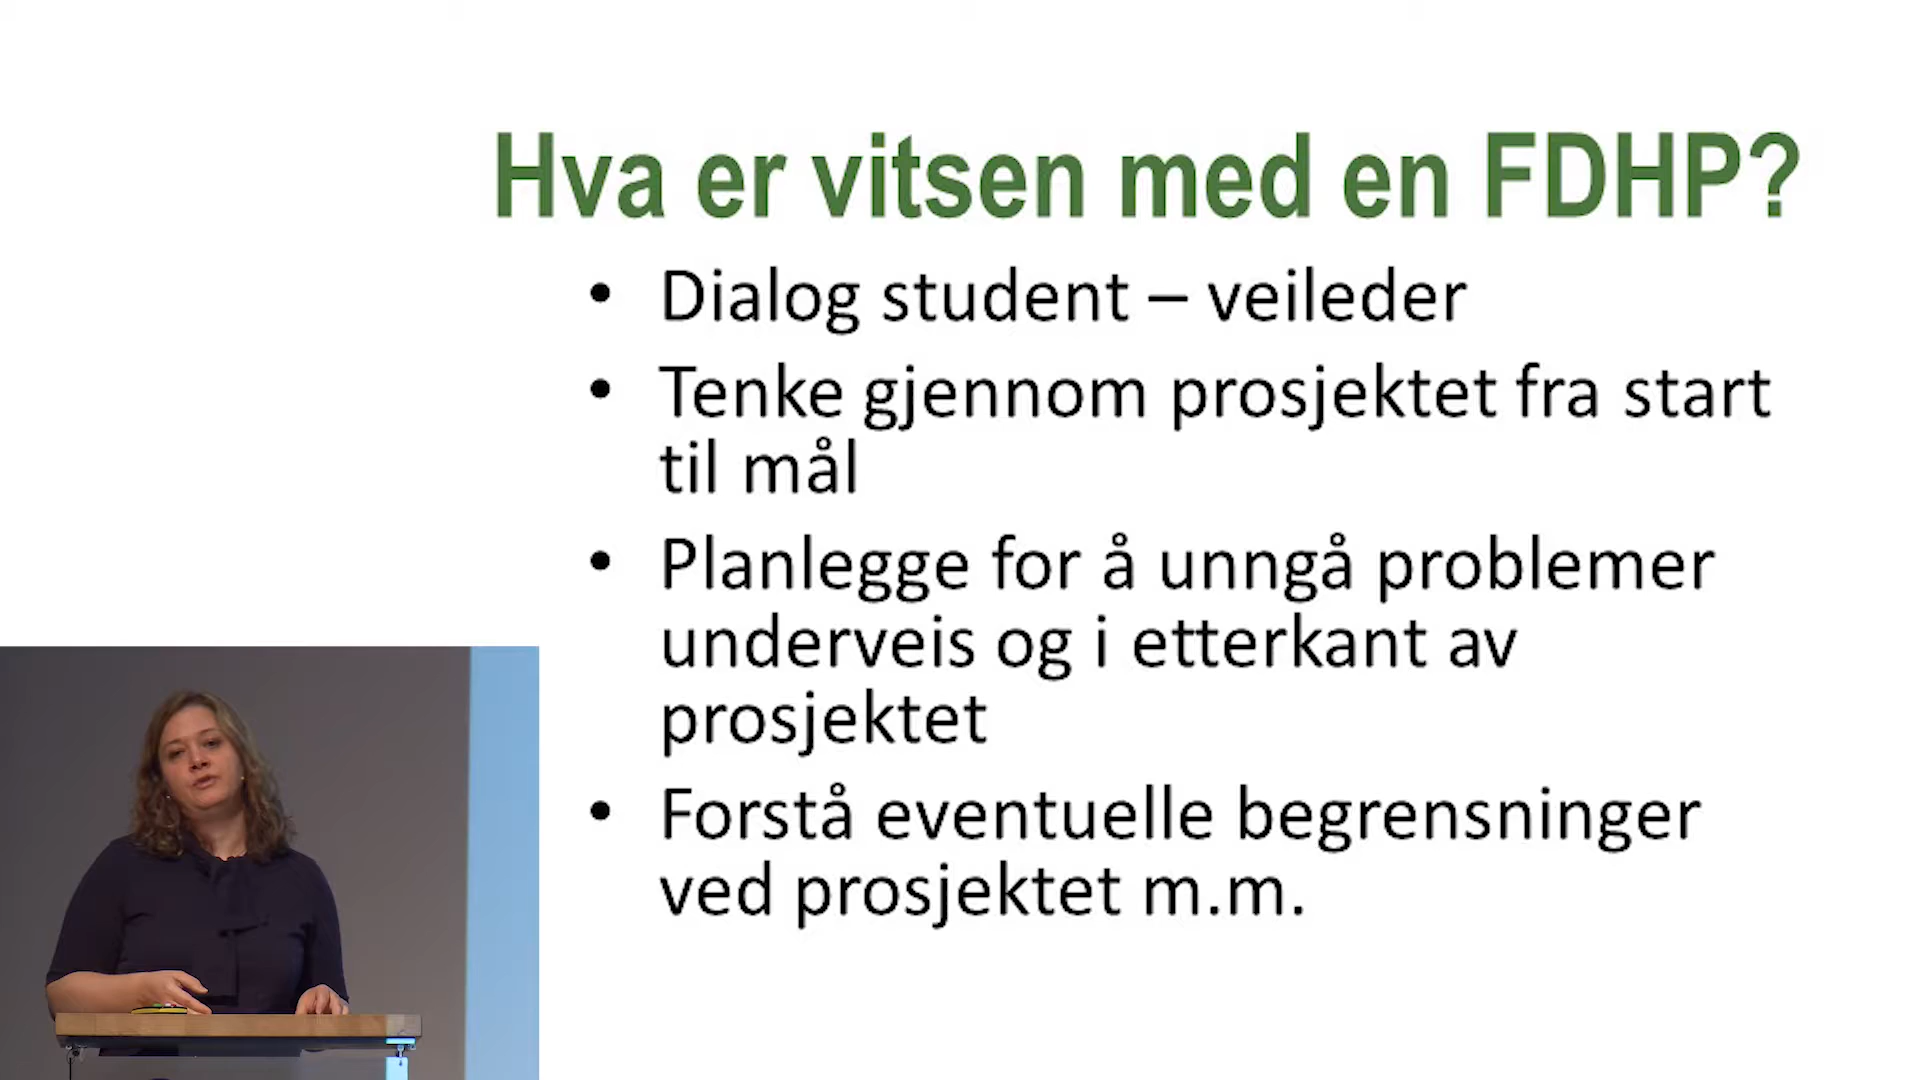 Hva er vitsen med en FDHP?
• Dialog student – veileder
• Tenke gjennom prosjektet fra start
til mål
• Planlegge for å unngå problemer
underveis og i etterkant av
prosjektet
• Forstå eventuelle begrensninger
ved prosjektet m.m.